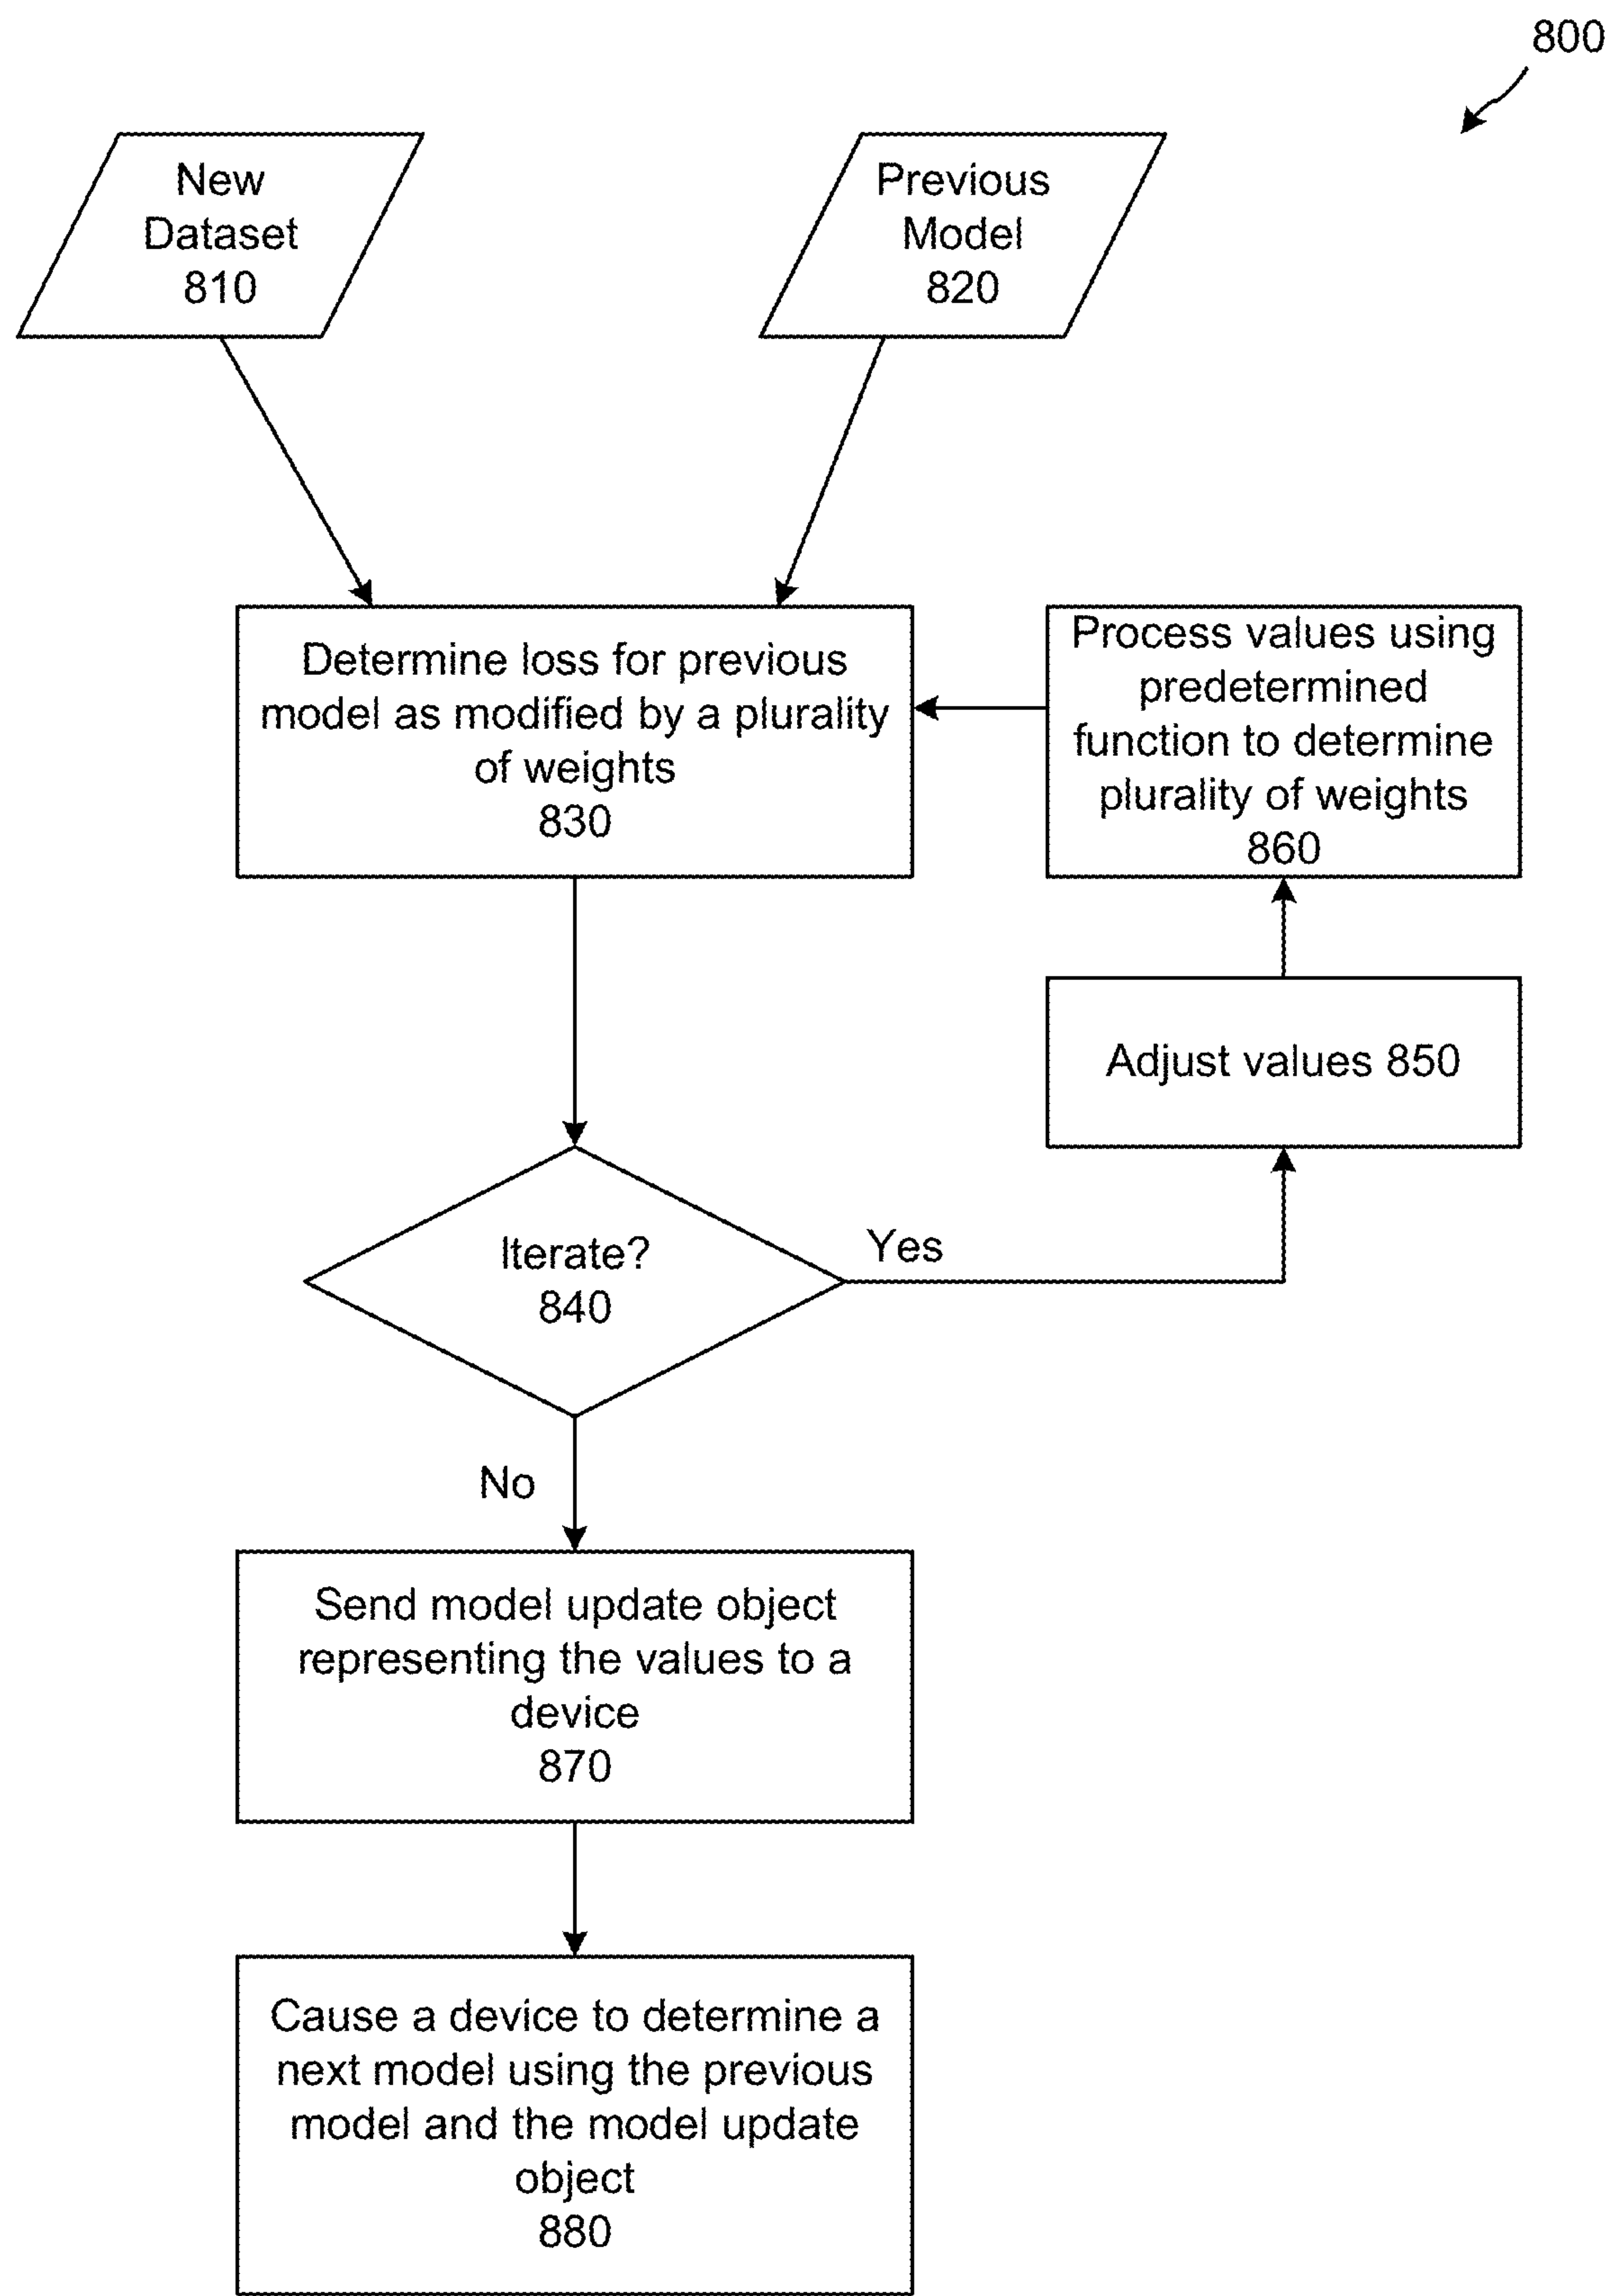 800
New
Dataset
810
Previous
Model
820
Determine loss for previous
model as modified by a plurality
of weights
830
Process values using
predetermined
function to determine
plurality of weights
860
Adjust values 850
Iterate?
840
Yes
No
Send model update object
representing the values to a
device
870
Cause a device to determine a
next model using the previous
model and the model update
object
880